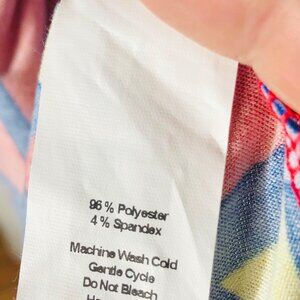 96% Polyester
4% Spandex
Machine Wash Cold
Gentle Cycle
Do Not Bleach